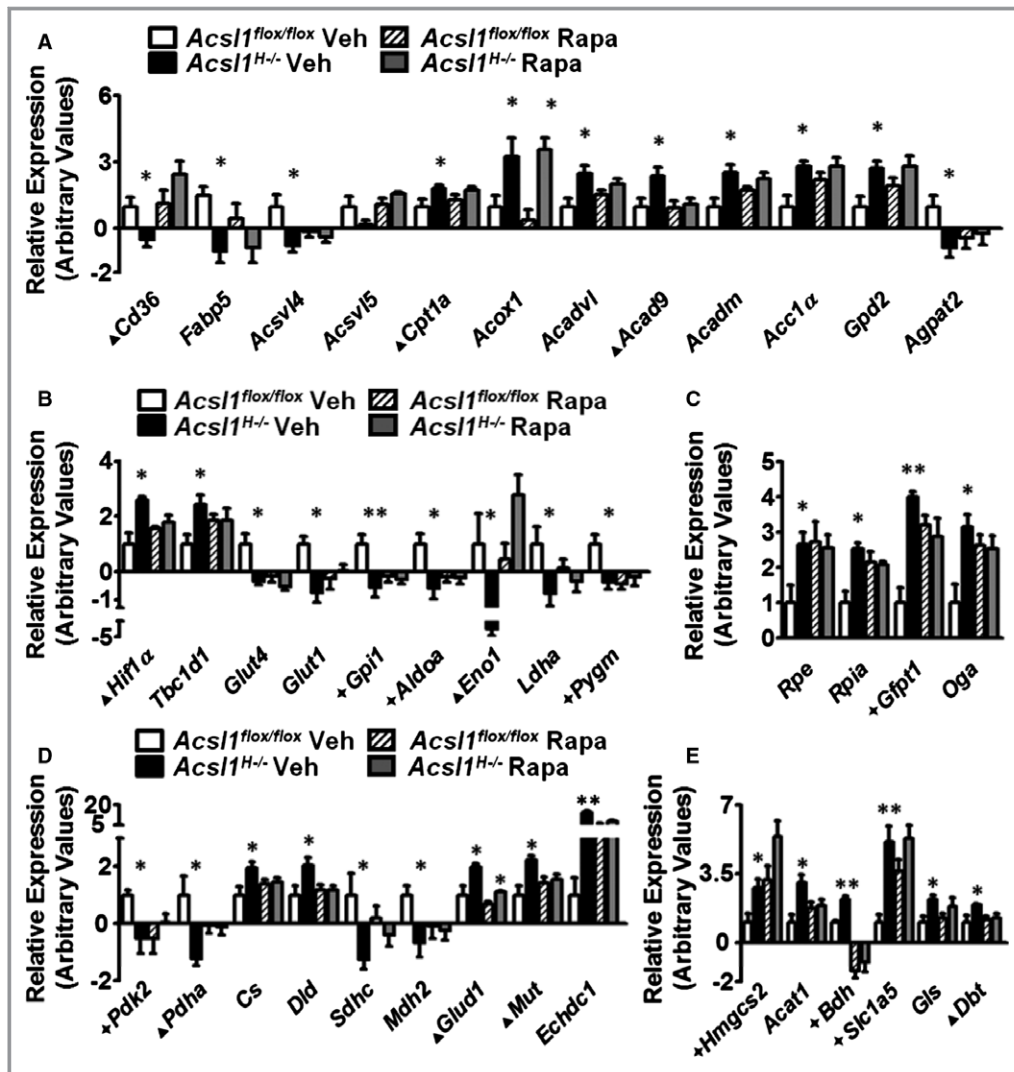 A
Acsl1flox/flox Veh Acsl1flox/flox Rapa
Acsl1H-/- Veh Acsl1H-/- Rapa
Relative Expression
(Arbitrary Values)
6
3
0
-2
* * * * * * * * * * * *
▲Cd36 Fabp5 Acsvl4 Acsvl5 ▲Cpt1a Acox1 Acadvl ▲Acad9 Acadm Acc1α Gpd2 Agpat2
B
Acsl1flox/flox Veh Acsl1flox/flox Rapa
Acsl1H-/- Veh Acsl1H-/- Rapa
Relative Expression
(Arbitrary Values)
4
2
0
-1
-5
* * * * ** * * * *
▲Hif1α Tbc1d1 Glut4 Glut1 +Gpi1 +Aldoa ▲Eno1 Ldha +Pygm
C
Relative Expression
(Arbitrary Values)
5
4
3
2
1
0
* * ** *
Rpe Rpia +Gfpt1 Oga
D
Acsl1flox/flox Veh Acsl1flox/flox Rapa
Acsl1H-/- Veh Acsl1H-/- Rapa
Relative Expression
(Arbitrary Values)
20
5
2
0
-2
* * * * * * * * * **
+Pdk2 ▲Pdha Cs Dld Sdhc Mdh2 ▲Glud1 ▲Mut Echdc1
E
Relative Expression
(Arbitrary Values)
7
3.5
0
-2
* * ** ** * *
+Hmgcs2 Acat1 +Bdh +Slc1a5 Gls ▲Dbt